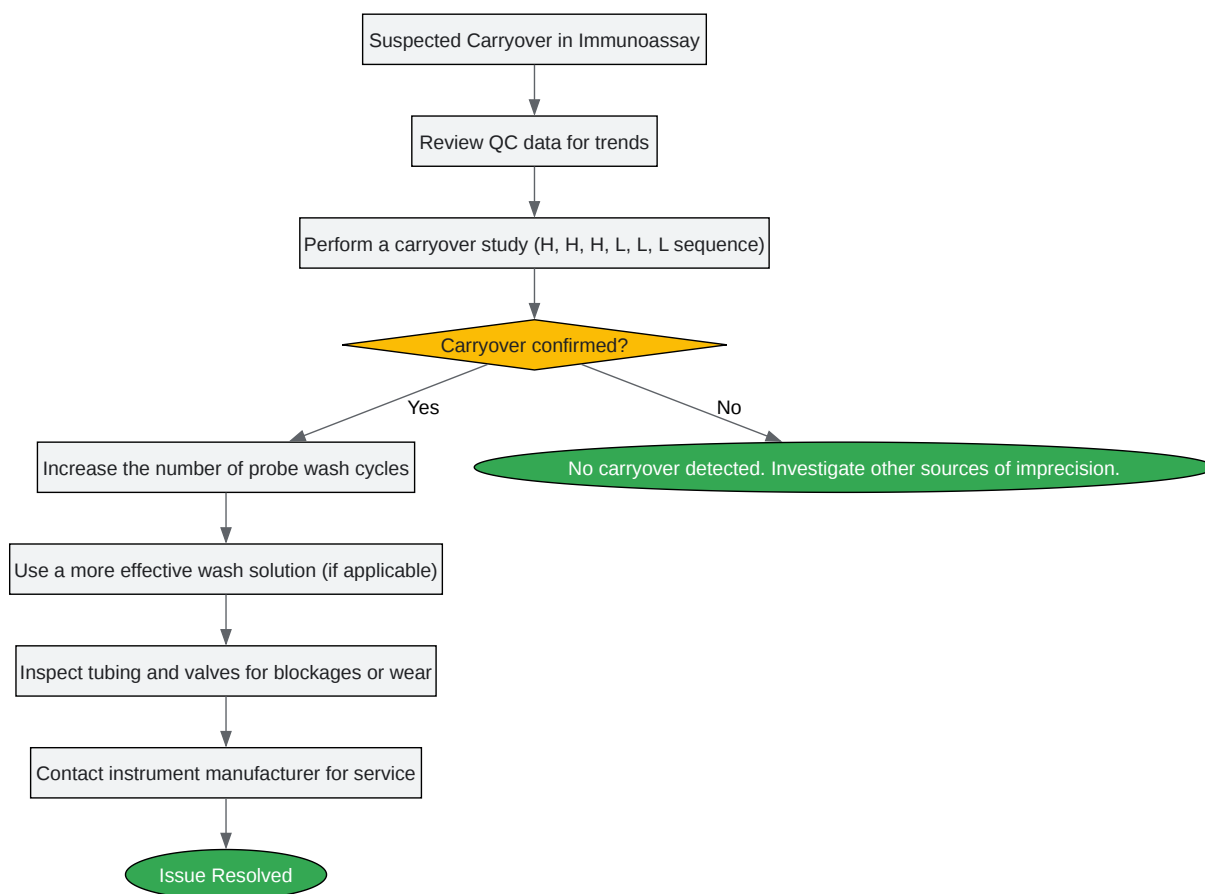 Suspected Carryover in Immunoassay
Review QC data for trends
Perform a carryover study (H, H, H, L, L, L sequence)
Carryover confirmed?
Yes
No
Increase the number of probe wash cycles
No carryover detected. Investigate other sources of imprecision.
Use a more effective wash solution (if applicable)
Inspect tubing and valves for blockages or wear
Contact instrument manufacturer for service
Issue Resolved